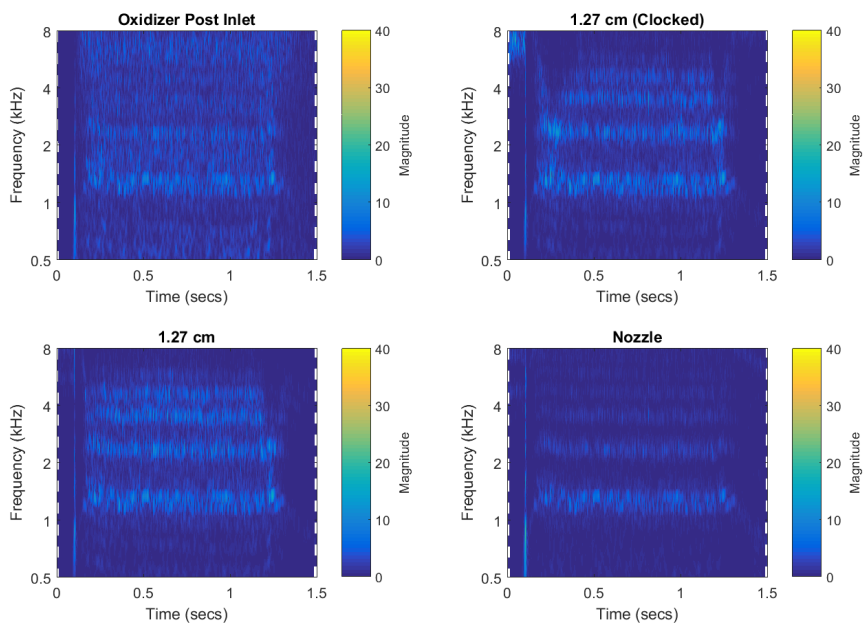 Oxidizer Post Inlet
8
4
2
1
0.5
Frequency (kHz)
0 0.5 1 1.5
Time (secs)
40
30
20
10
0
Magnitude
1.27 cm (Clocked)
8
4
2
1
0.5
Frequency (kHz)
0 0.5 1 1.5
Time (secs)
40
30
20
10
0
Magnitude
1.27 cm
8
4
2
1
0.5
Frequency (kHz)
0 0.5 1 1.5
Time (secs)
40
30
20
10
0
Magnitude
Nozzle
8
4
2
1
0.5
Frequency (kHz)
0 0.5 1 1.5
Time (secs)
40
30
20
10
0
Magnitude